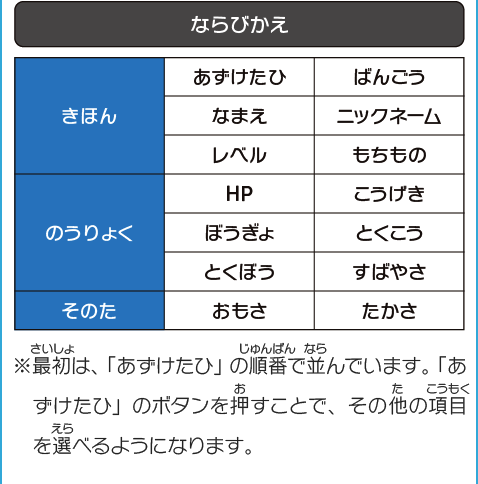 ならびかえ
きほん
あずけたひ ばんごう
なまえ ニックネーム
レベル もちもの
のうりょく
HP こうげき
ぼうぎょ とくこう
とくぼう すばやさ
そのた
おもさ たかさ
さいしょ じゅんばん なら
※最初は、「あずけたひ」の順番で並んでいます。「あ
お た こうもく
ずけたひ」のボタンを押すことで、その他の項目
えら
を選べるようになります。